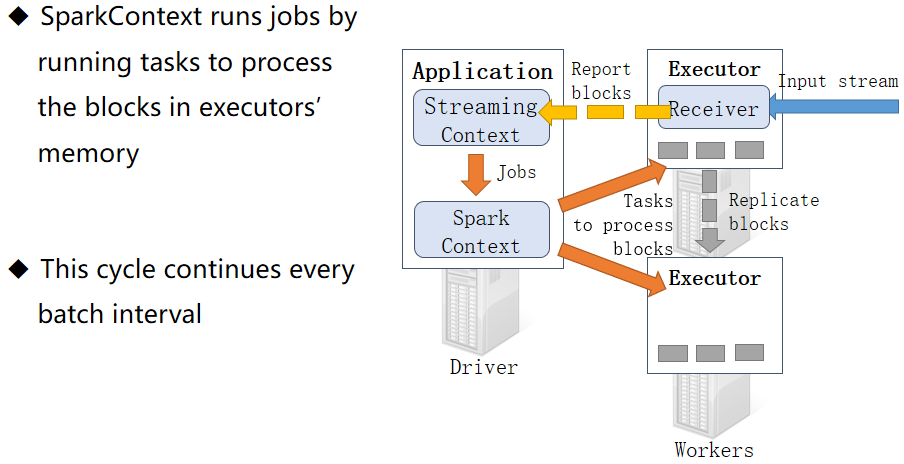 ◆ SparkContext runs jobs by
running tasks to process
the blocks in executors’
memory
◆ This cycle continues every
batch interval
Application
Streaming
Context
Jobs
Spark
Context
Driver
Report
blocks
Executor
Receiver
Input stream
Tasks
to process
blocks
Replicate
blocks
Executor
Workers